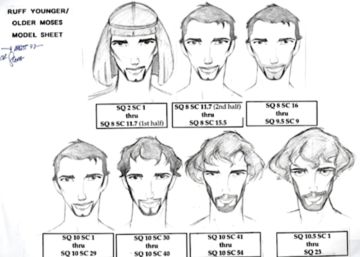 RUFF YOUNGER/
OLDER MOSES
MODEL SHEET
SQ 2 SC 1
thru
SQ 8 SC 11.7 (1st half)
SQ 8 SC 11.7 (2nd half)
thru
SQ 8 SC 15.5
SQ 8 SC 16
thru
SQ 9.5 SC 9
SQ 10 SC 1
thru
SQ 10 SC 29
SQ 10 SC 30
thru
SQ 10 SC 40
SQ 10 SC 41
thru
SQ 10 SC 54
SQ 10.5 SC 1
thru
SQ 25